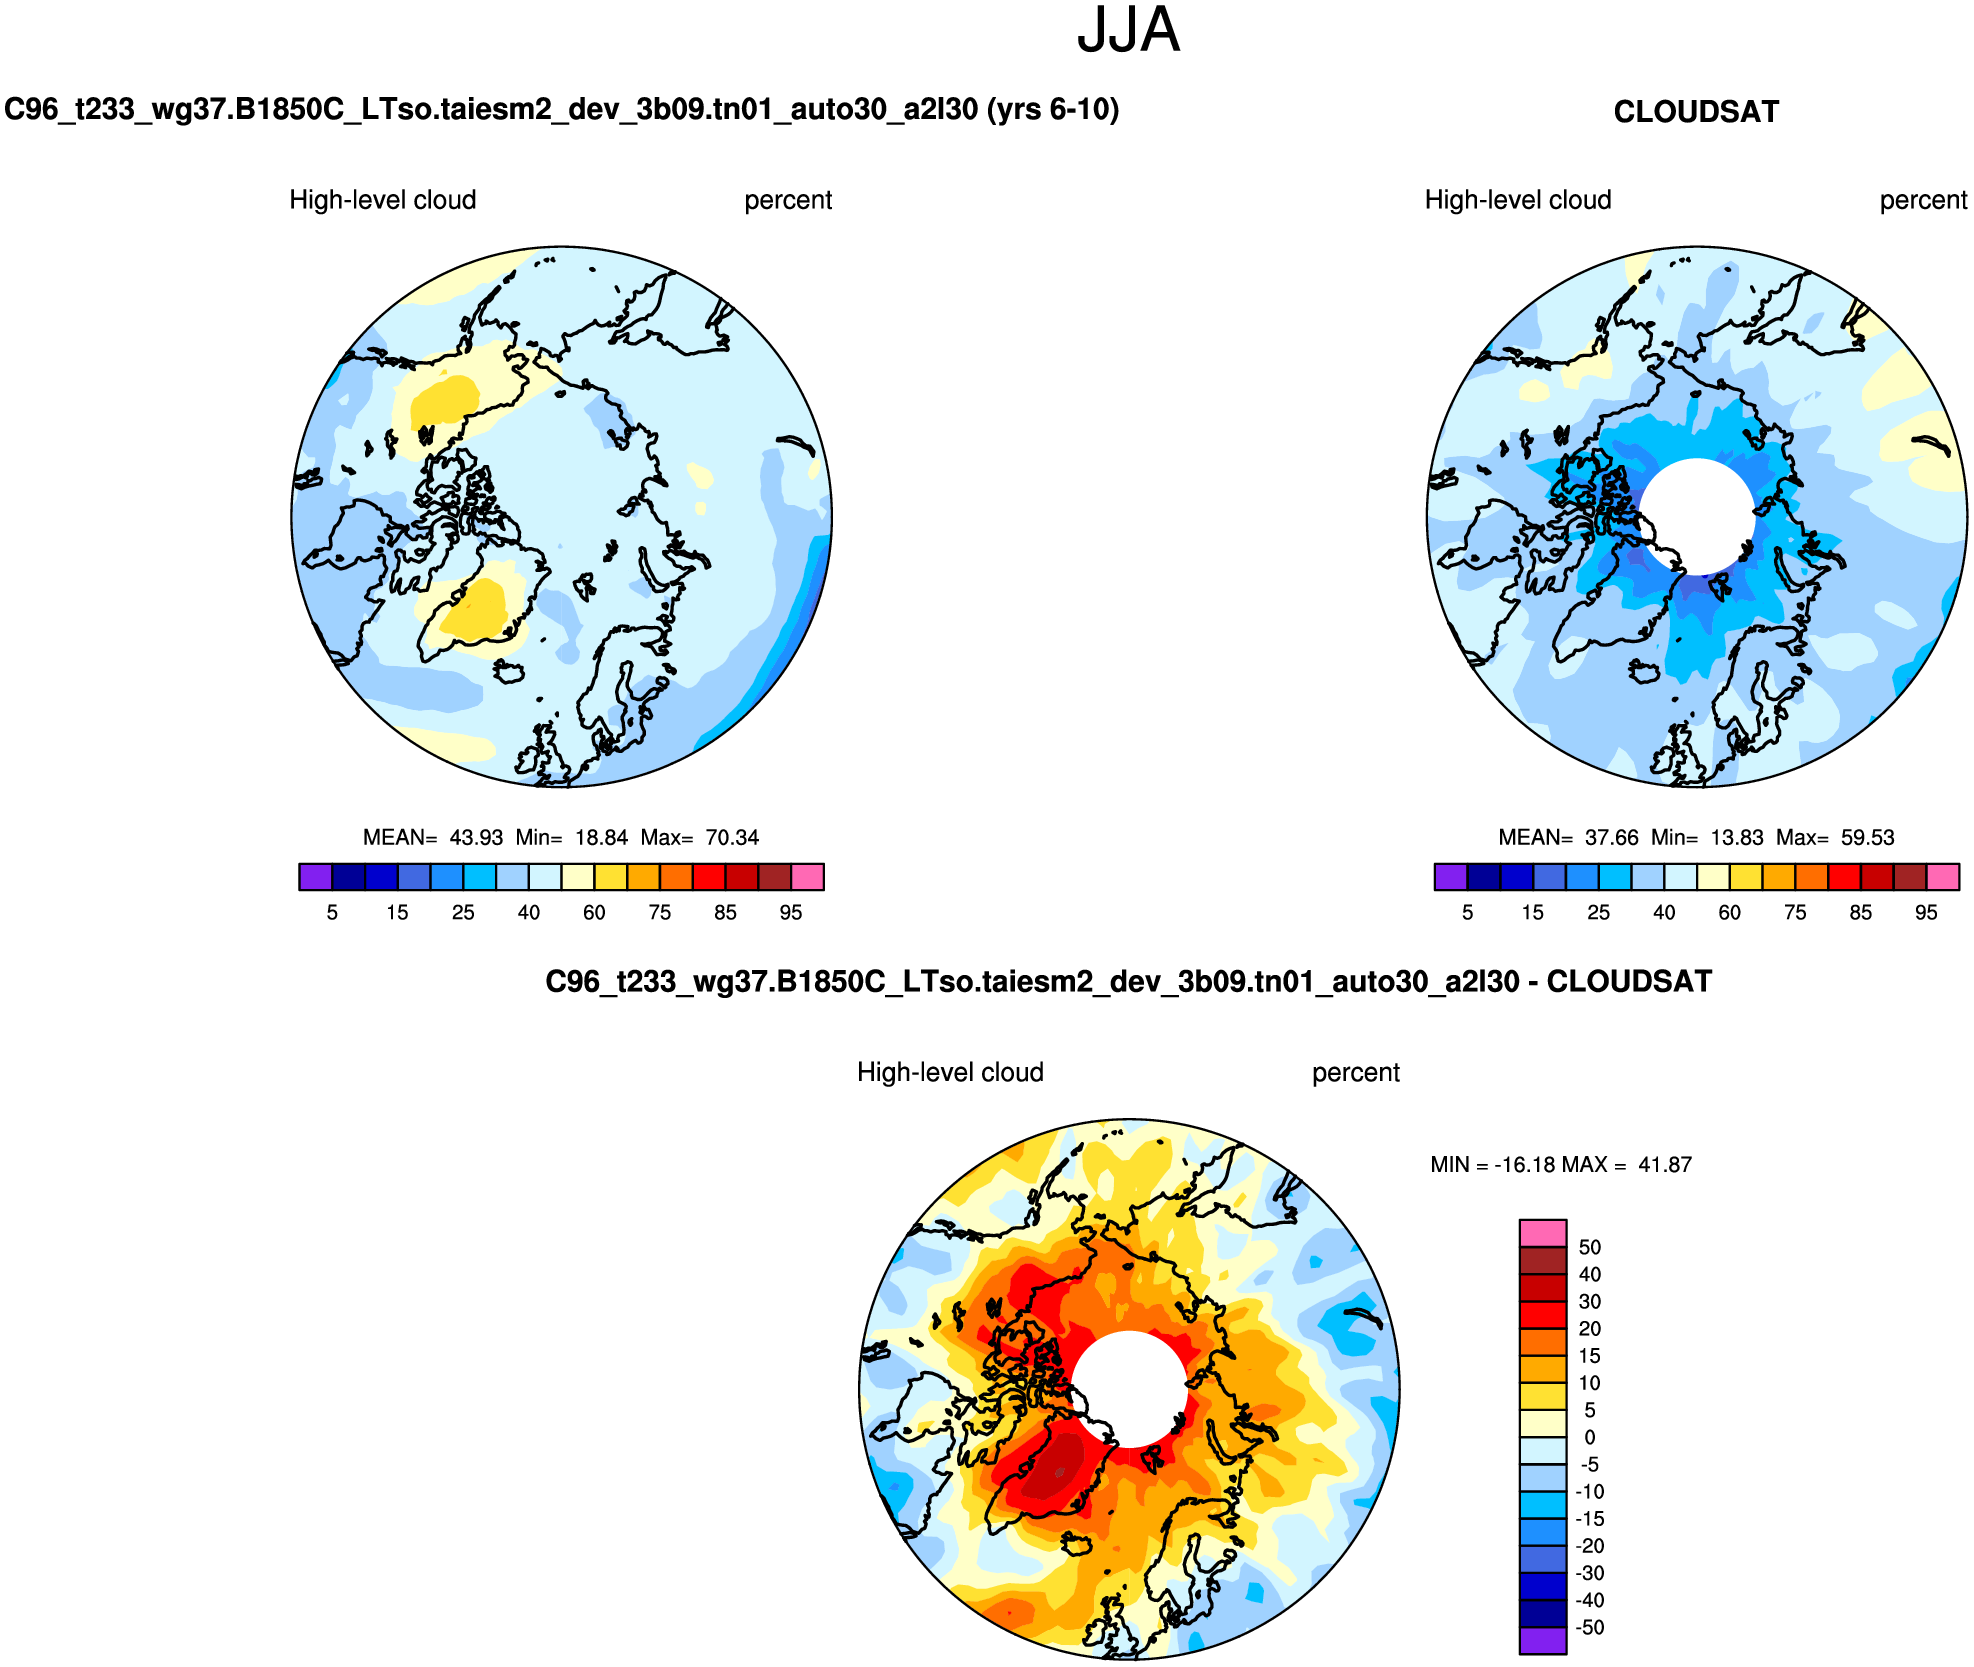 JJA
C96_t233_wg37.B1850C_LTso.taiesm2_dev_3b09.tn01_auto30_a2l30 (yrs 6-10)
CLOUDSAT
High-level cloud percent
High-level cloud percent
MEAN= 43.93 Min= 18.84 Max= 70.34
MEAN= 37.66 Min= 13.83 Max= 59.53
5 15 25 40 60 75 85 95
5 15 25 40 60 75 85 95
C96_t233_wg37.B1850C_LTso.taiesm2_dev_3b09.tn01_auto30_a2l30 - CLOUDSAT
High-level cloud percent
MIN = -16.18 MAX = 41.87
50
40
30
20
15
10
5
0
-5
-10
-15
-20
-30
-40
-50